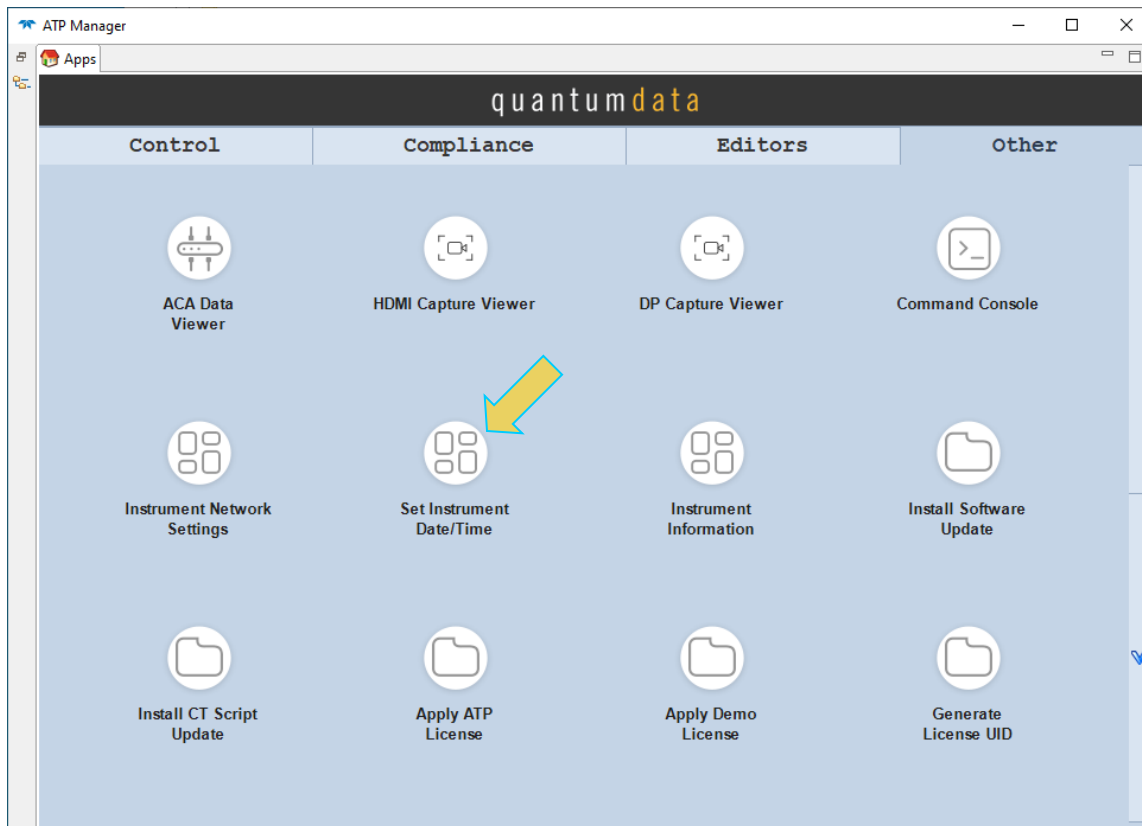 ATP Manager
Apps
quantumdata
Control
Compliance
Editors
Other
ACA Data
Viewer
HDMI Capture Viewer
DP Capture Viewer
Command Console
Instrument Network
Settings
Set Instrument
Date/Time
Instrument
Information
Install Software
Update
Install CT Script
Update
Apply ATP
License
Apply Demo
License
Generate
License UID